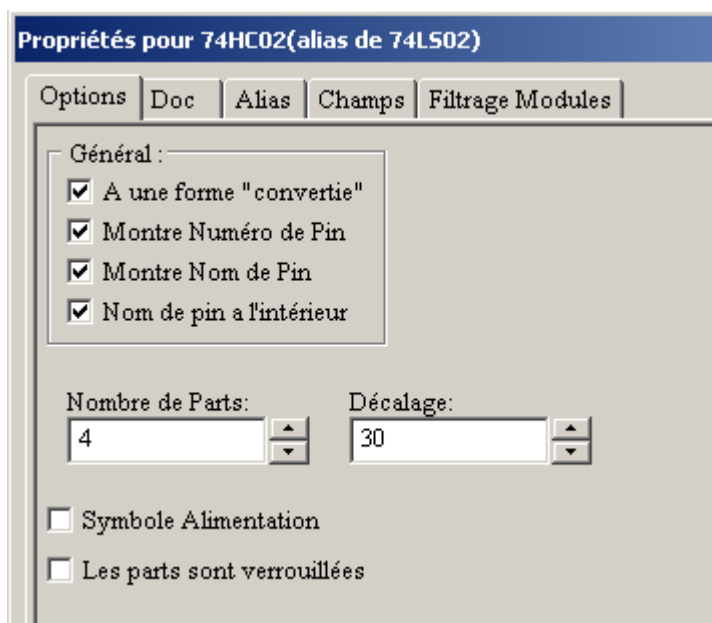 Propriétés pour 74HC02(alias de 74LS02)
Options Doc Alias Champs Filtrage Modules
Général :
A une forme "convertie"
Montre Numéro de Pin
Montre Nom de Pin
Nom de pin a l'intérieur
Nombre de Parts: Décalage:
4 30
Symbole Alimentation
Les parts sont verrouillées